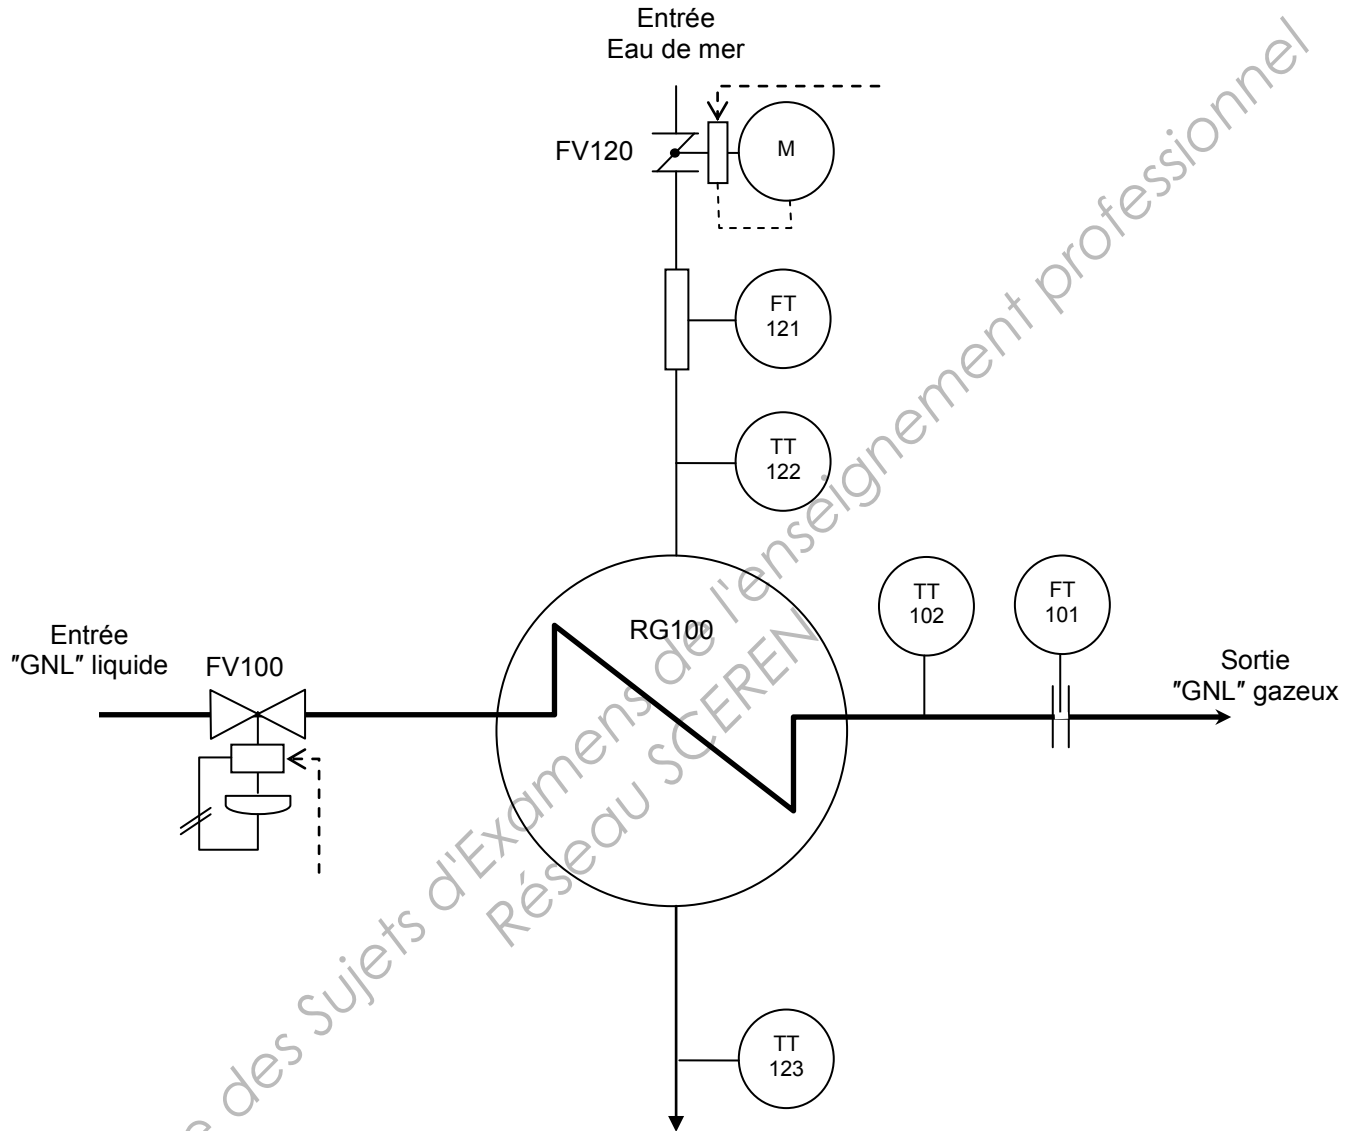 Entrée
Eau de mer
FV120
M
FT
121
TT
122
TT
102
FT
101
RG100
Entrée
"GNL" liquide
FV100
Sortie
"GNL" gazeux
TT
123
e des Sujets d'Examens de l'enseignement professionnel
Réseau SCEREN